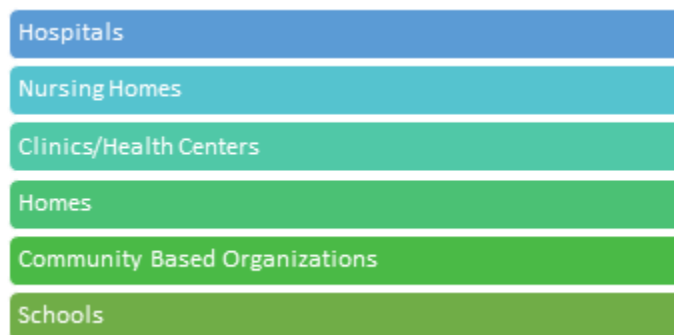 Hospitals
Nursing Homes
Clinics/Health Centers
Homes
Community Based Organizations
Schools